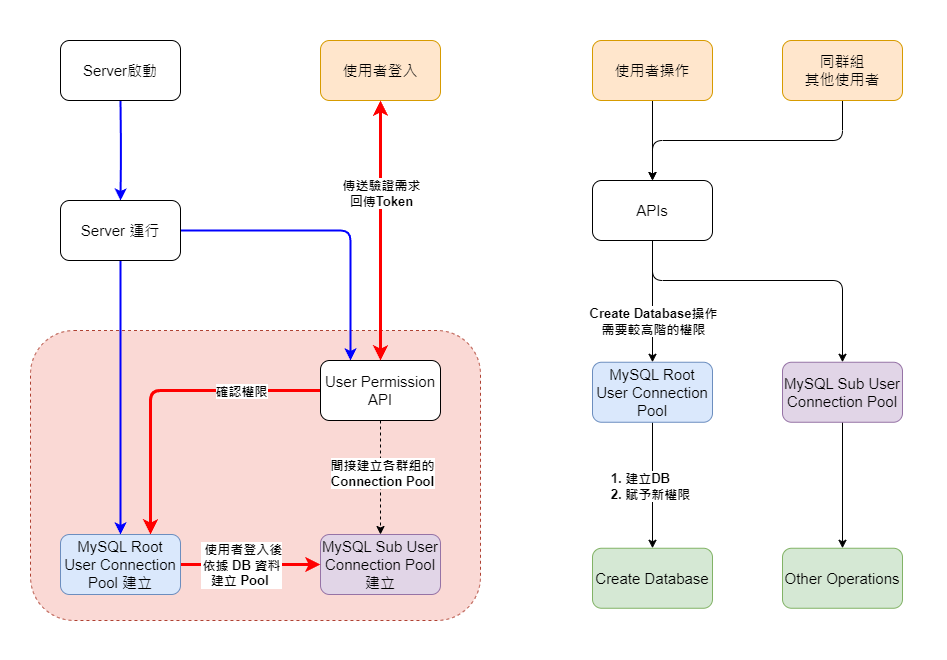 Server啟動
使用者登入
使用者操作
同群組
其他使用者
傳送驗證需求
回傳Token
Server 運行
APIs
Create Database操作
需要較高階的權限
User Permission
API
確認權限
MySQL Root
User Connection
Pool
MySQL Sub User
Connection Pool
間接建立各群組的
Connection Pool
1. 建立DB
2. 賦予新權限
MySQL Root
User Connection
Pool 建立
使用者登入後
依據 DB 資料
建立 Pool
MySQL Sub User
Connection Pool
建立
Create Database
Other Operations